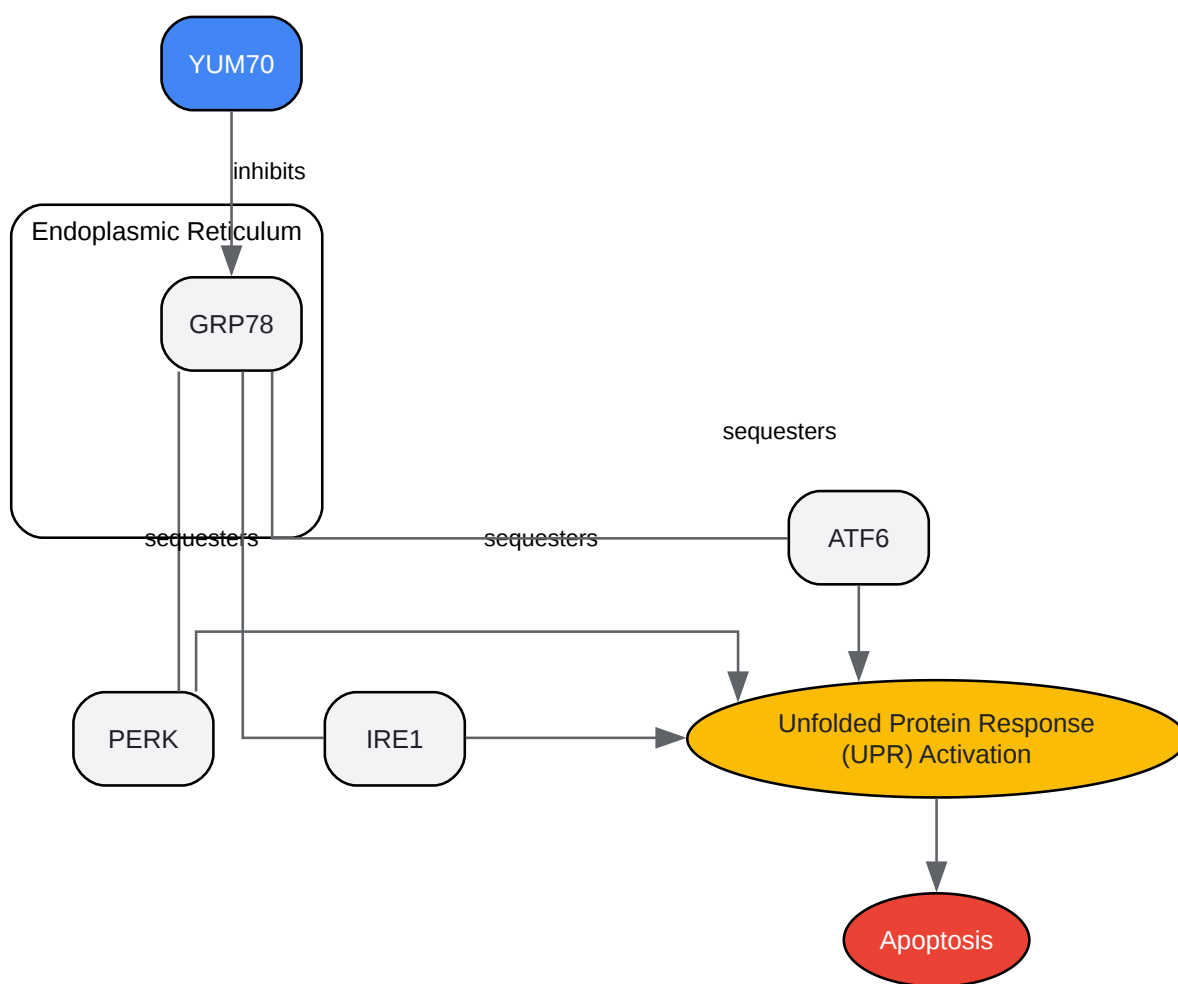 YUM70
inhibits
Endoplasmic Reticulum
GRP78
sequesters
sequesters
sequesters
ATF6
PERK
IRE1
Unfolded Protein Response
(UPR) Activation
Apoptosis